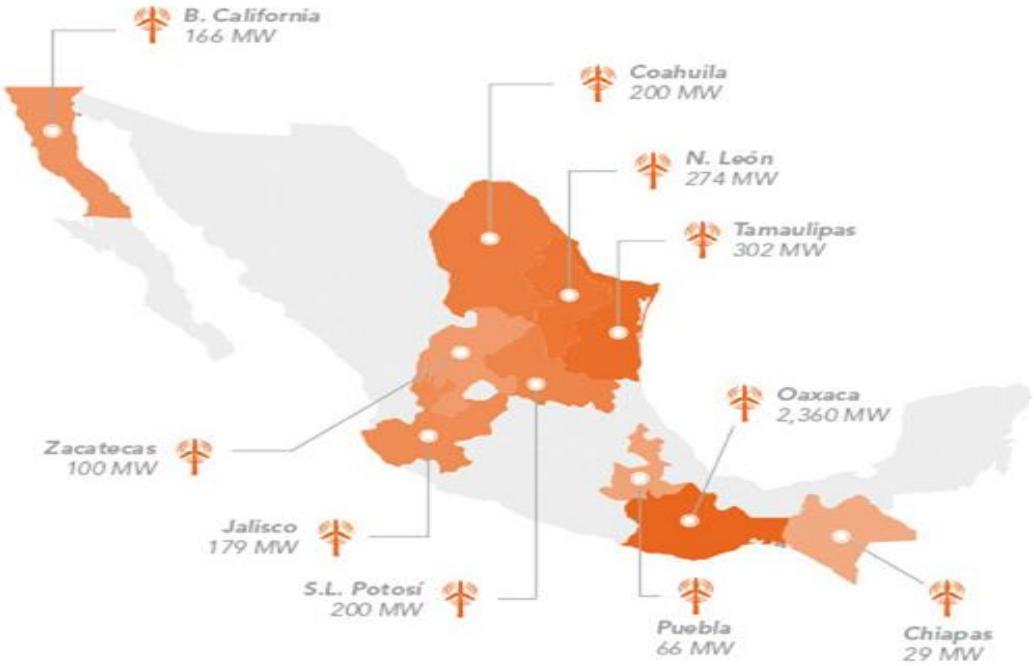 B. California
166 MW
Coahuila
200 MW
N. León
274 MW
Tamaulipas
302 MW
Oaxaca
2,360 MW
Zacatecas
100 MW
Jalisco
179 MW
S.L. Potosí
200 MW
Puebla
66 MW
Chiapas
29 MW